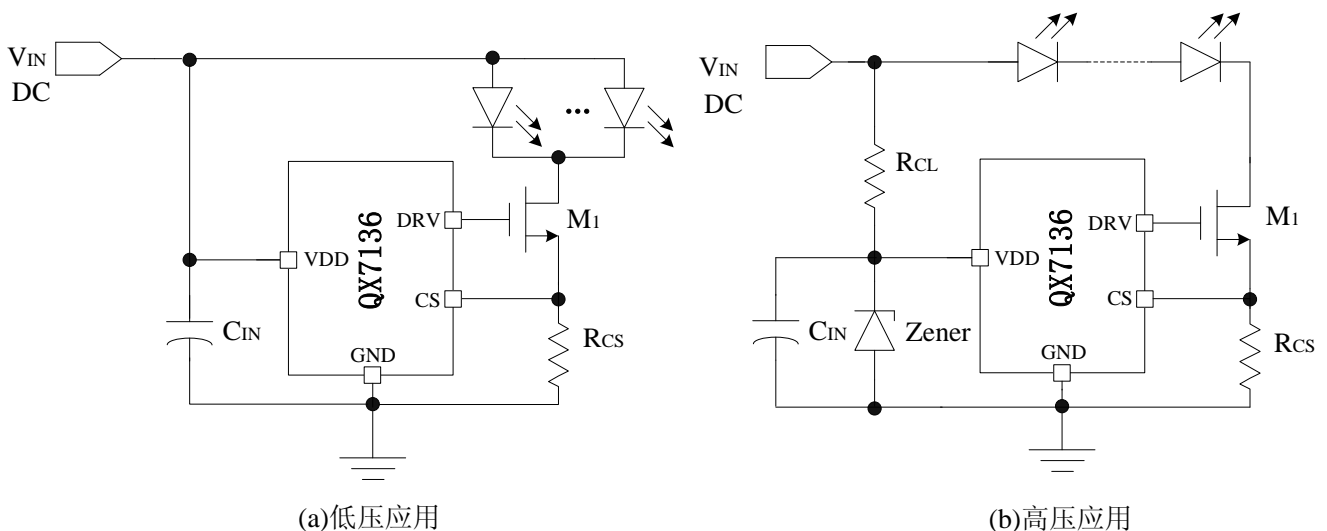 VIN
DC
...
DRV
M1
VDD
QX7136
CS
CIN
GND
RCS
(a)低压应用
VIN
DC
RCL
DRV
M1
VDD
QX7136
CS
CIN
Zener
GND
RCS
(b)高压应用